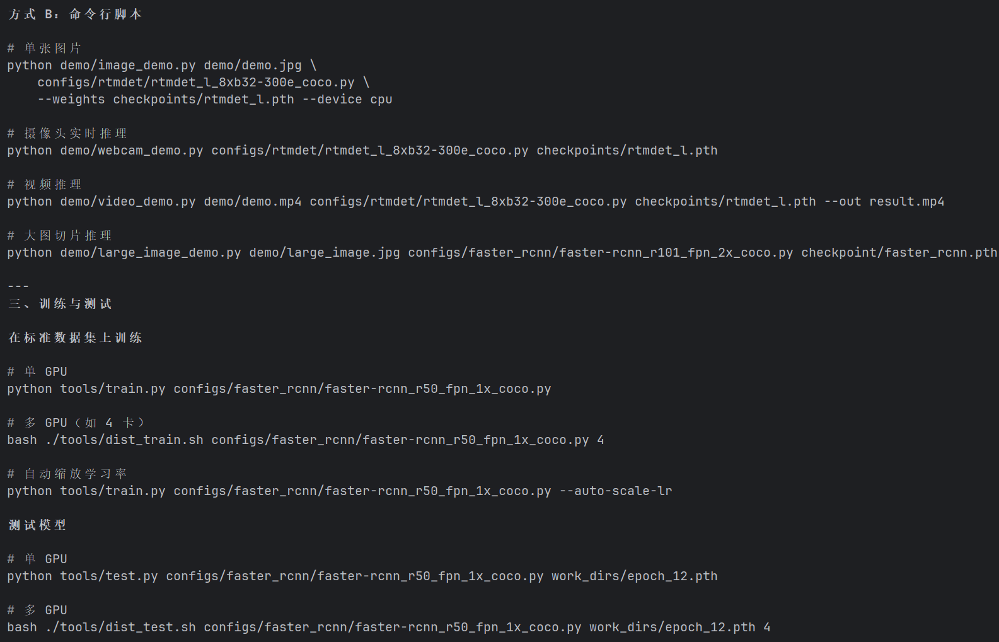 方式 B：命令行脚本
# 单张图片
python demo/image_demo.py demo/demo.jpg \
    configs/rtmdet/rtmdet_l_8xb32-300e_coco.py \
    --weights checkpoints/rtmdet_l.pth --device cpu
# 摄像头实时推理
python demo/webcam_demo.py configs/rtmdet/rtmdet_l_8xb32-300e_coco.py checkpoints/rtmdet_l.pth
# 视频推理
python demo/video_demo.py demo/demo.mp4 configs/rtmdet/rtmdet_l_8xb32-300e_coco.py checkpoints/rtmdet_l.pth --out result.mp4
# 大图切片推理
python demo/large_image_demo.py demo/large_image.jpg configs/faster_rcnn/faster-rcnn_r101_fpn_2x_coco.py checkpoint/faster_rcnn.pth
---
三、训练与测试
在标准数据集上训练
# 单 GPU
python tools/train.py configs/faster_rcnn/faster-rcnn_r50_fpn_1x_coco.py
# 多 GPU（如 4 卡）
bash ./tools/dist_train.sh configs/faster_rcnn/faster-rcnn_r50_fpn_1x_coco.py 4
# 自动缩放学习率
python tools/train.py configs/faster_rcnn/faster-rcnn_r50_fpn_1x_coco.py --auto-scale-lr
测试模型
# 单 GPU
python tools/test.py configs/faster_rcnn/faster-rcnn_r50_fpn_1x_coco.py work_dirs/epoch_12.pth
# 多 GPU
bash ./tools/dist_test.sh configs/faster_rcnn/faster-rcnn_r50_fpn_1x_coco.py work_dirs/epoch_12.pth 4